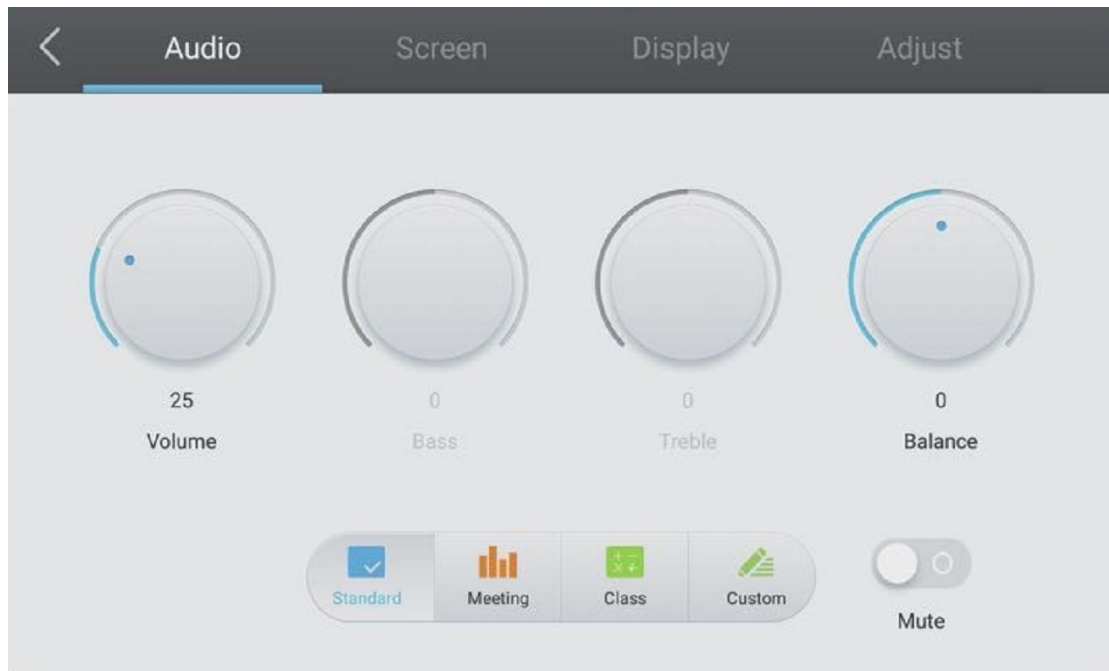 Audio
Screen
Display
Adjust
25
0
0
0
Volume
Bass
Treble
Balance
Standard
Meeting
Class
Custom
Mute